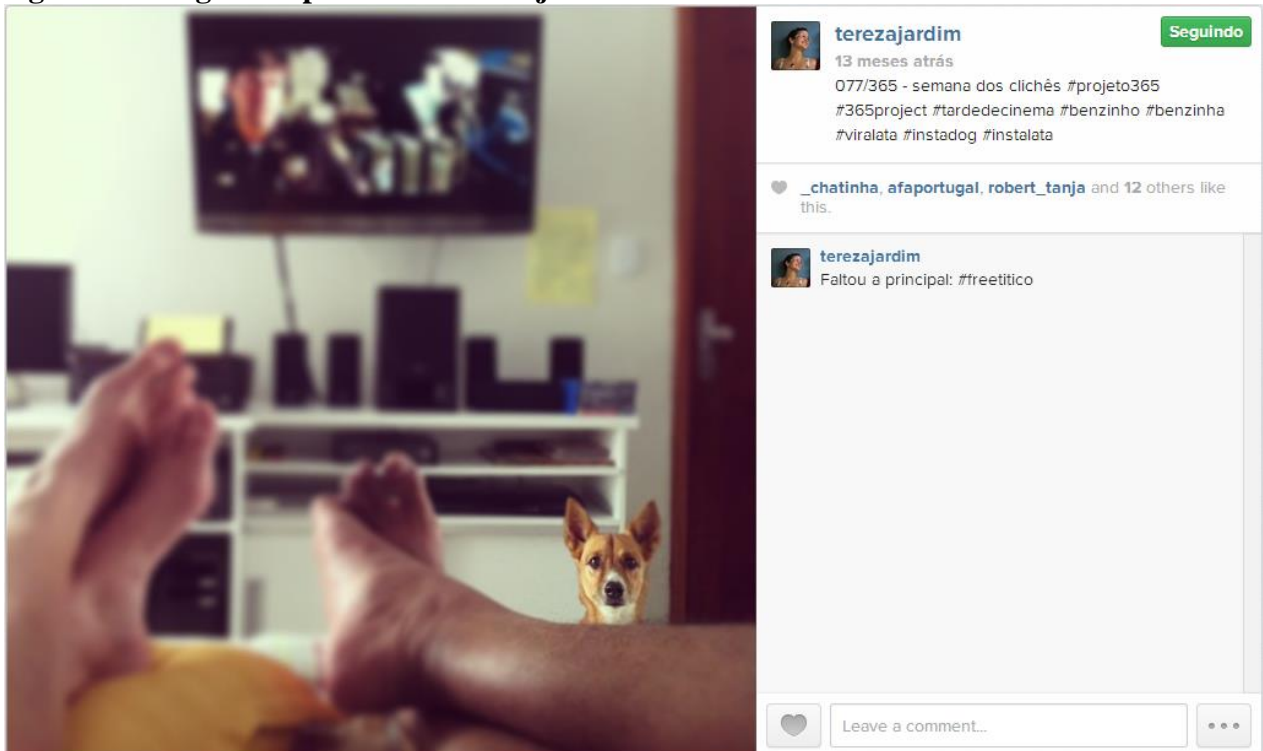 terezajardim
Seguindo
13 meses atrás
077/365 - semana dos clichês #projeto365
#365project #tardedecinema #benzinho #benzinha
#viralata #instadog #instalata
_chatinha, afaportugal, robert_tanja and 12 others like
this.
terezajardim
Faltou a principal: #freetitico
Leave a comment...